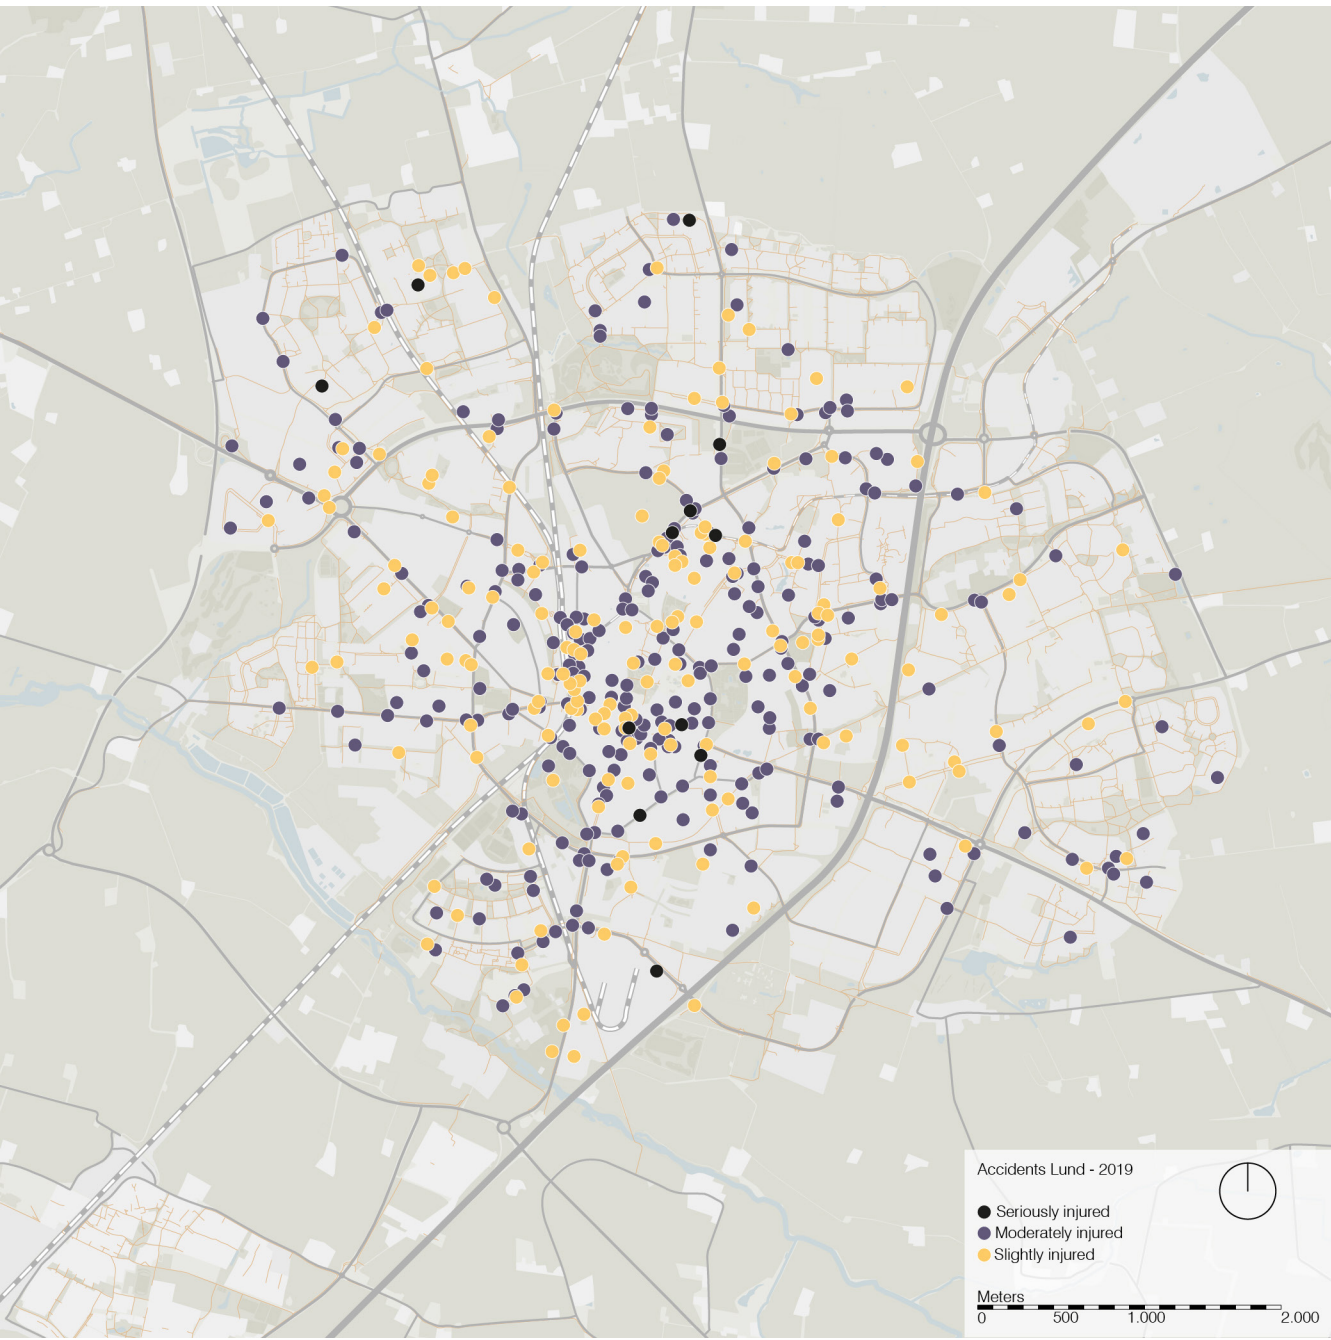 Accidents Lund - 2019
Seriously injured
Moderately injured
Slightly injured
Meters
0 500 1.000 2.000